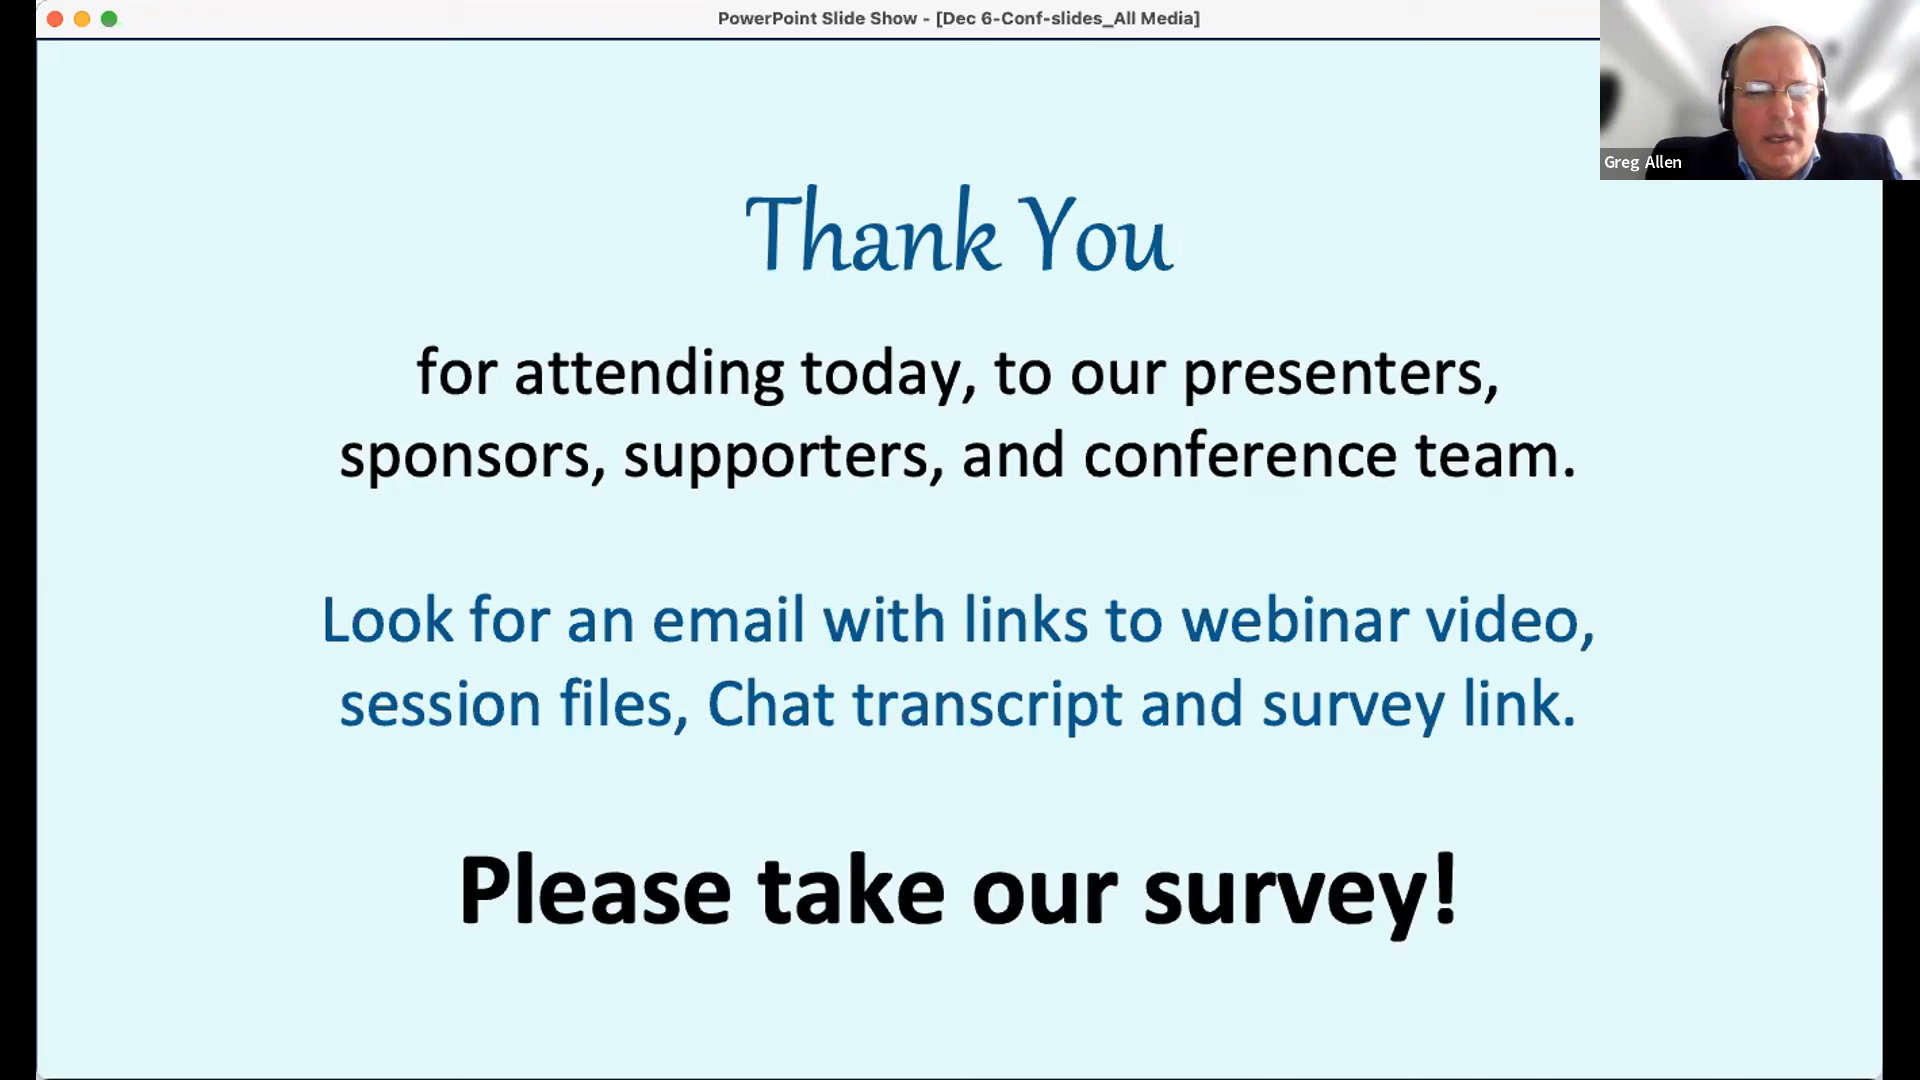 PowerPoint Slide Show - [Dec 6-Conf-slides_All Media]
Greg Allen
Thank You
for attending today, to our presenters,
sponsors, supporters, and conference team.
Look for an email with links to webinar video,
session files, Chat transcript and survey link.
Please take our survey!